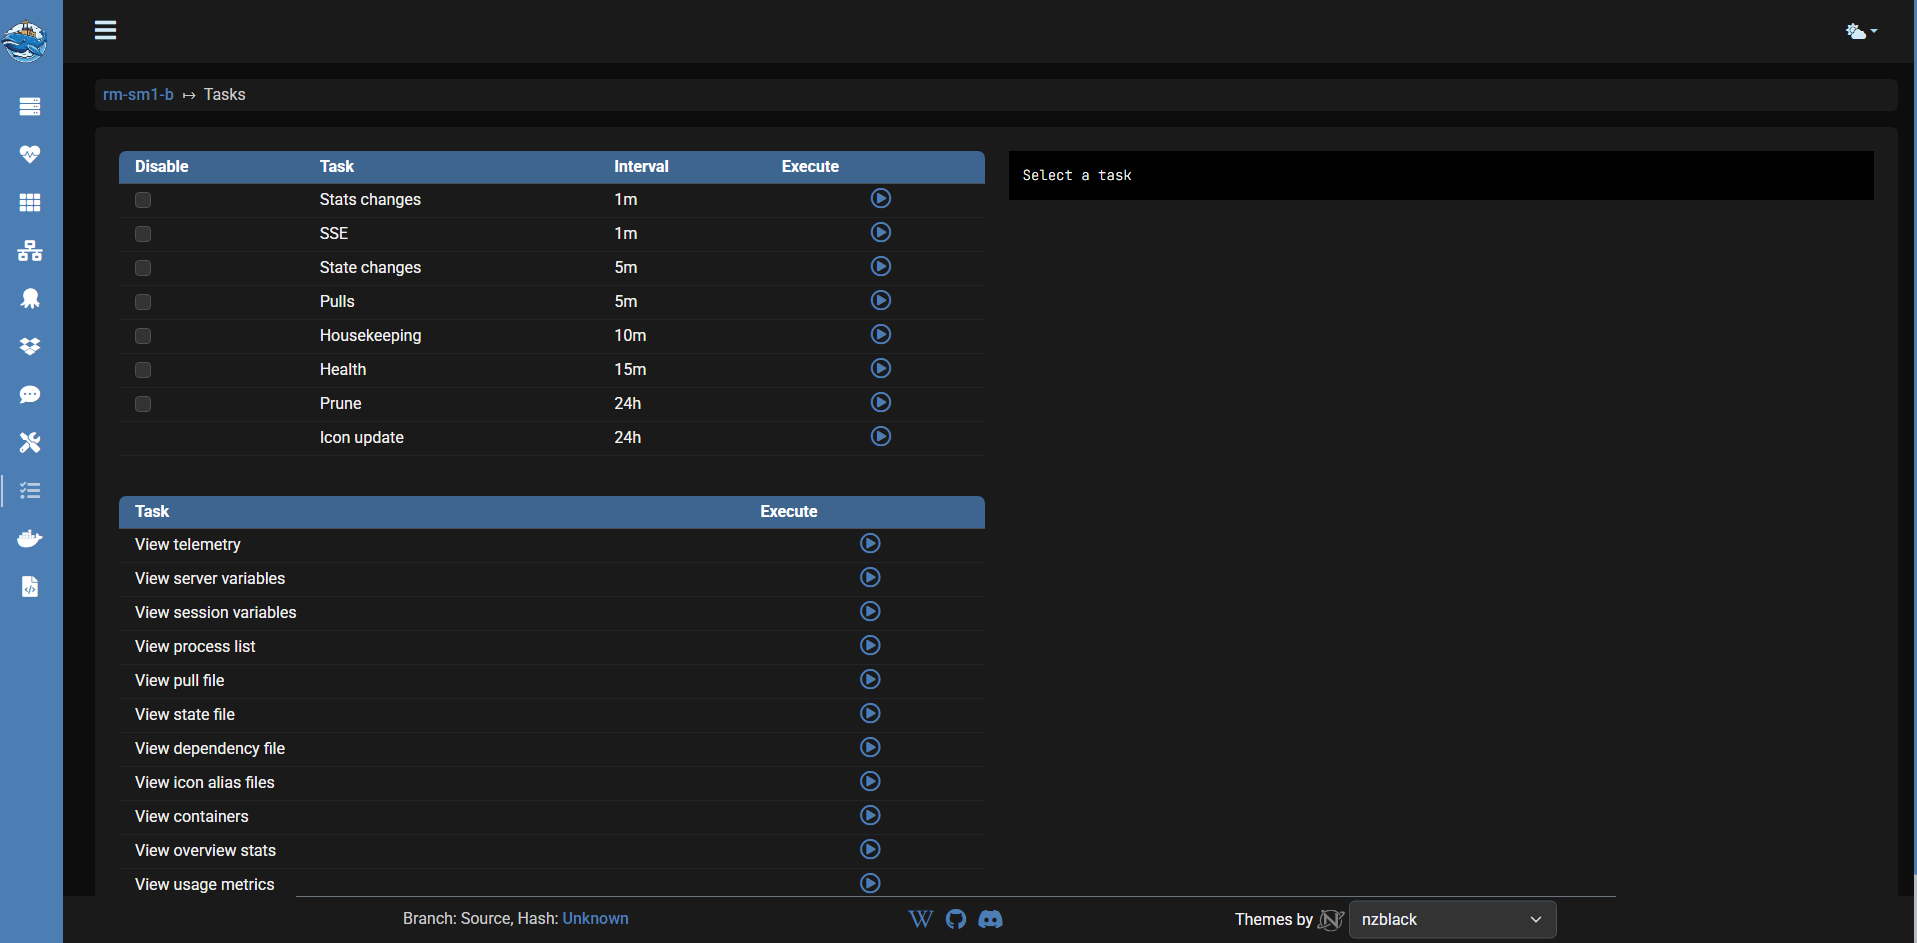 rm-sm1-b ↦ Tasks
Disable Task Interval Execute
Stats changes 1m
SSE 1m
State changes 5m
Pulls 5m
Housekeeping 10m
Health 15m
Prune 24h
Icon update 24h
Select a task
Task Execute
View telemetry
View server variables
View session variables
View process list
View pull file
View state file
View dependency file
View icon alias files
View containers
View overview stats
View usage metrics
Branch: Source, Hash: Unknown
W
Themes by N nzblack